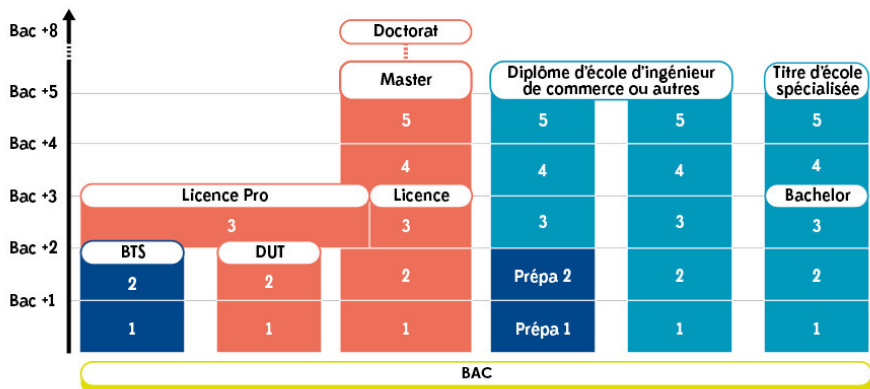 Bac +8
Doctorat
Master
Diplôme d'école d'ingénieur
de commerce ou autres
Titre d'école
spécialisée
Bac +5
5 5 5 5
Bac +4
4 4 4 4
Bac +3
Licence Pro
Licence
Bachelor
3 3 3 3 3
Bac +2
BTS
DUT
2 2 2 Prépa 2 2 2
Bac +1
1 1 1 Prépa 1 1 1
BAC